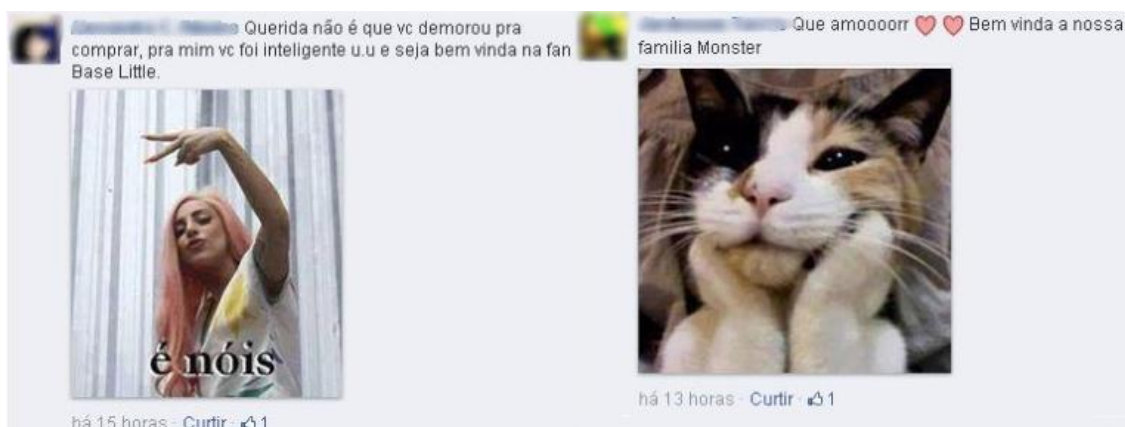 Querida não é que vc demorou pra
comprar, pra mim vc foi inteligente u.u e seja bem vinda na fan
Base Little.
é nóis
há 15 horas · Curtir · 1
Que amoooorr Bem vinda a nossa
familia Monster
há 13 horas · Curtir · 1